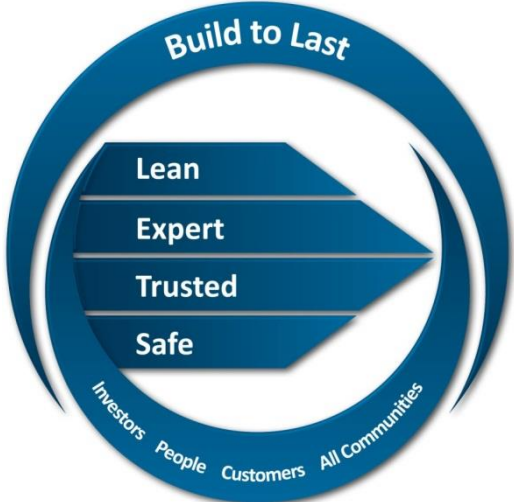 Build to Last
Lean
Expert
Trusted
Safe
Investors People Customers All Communities